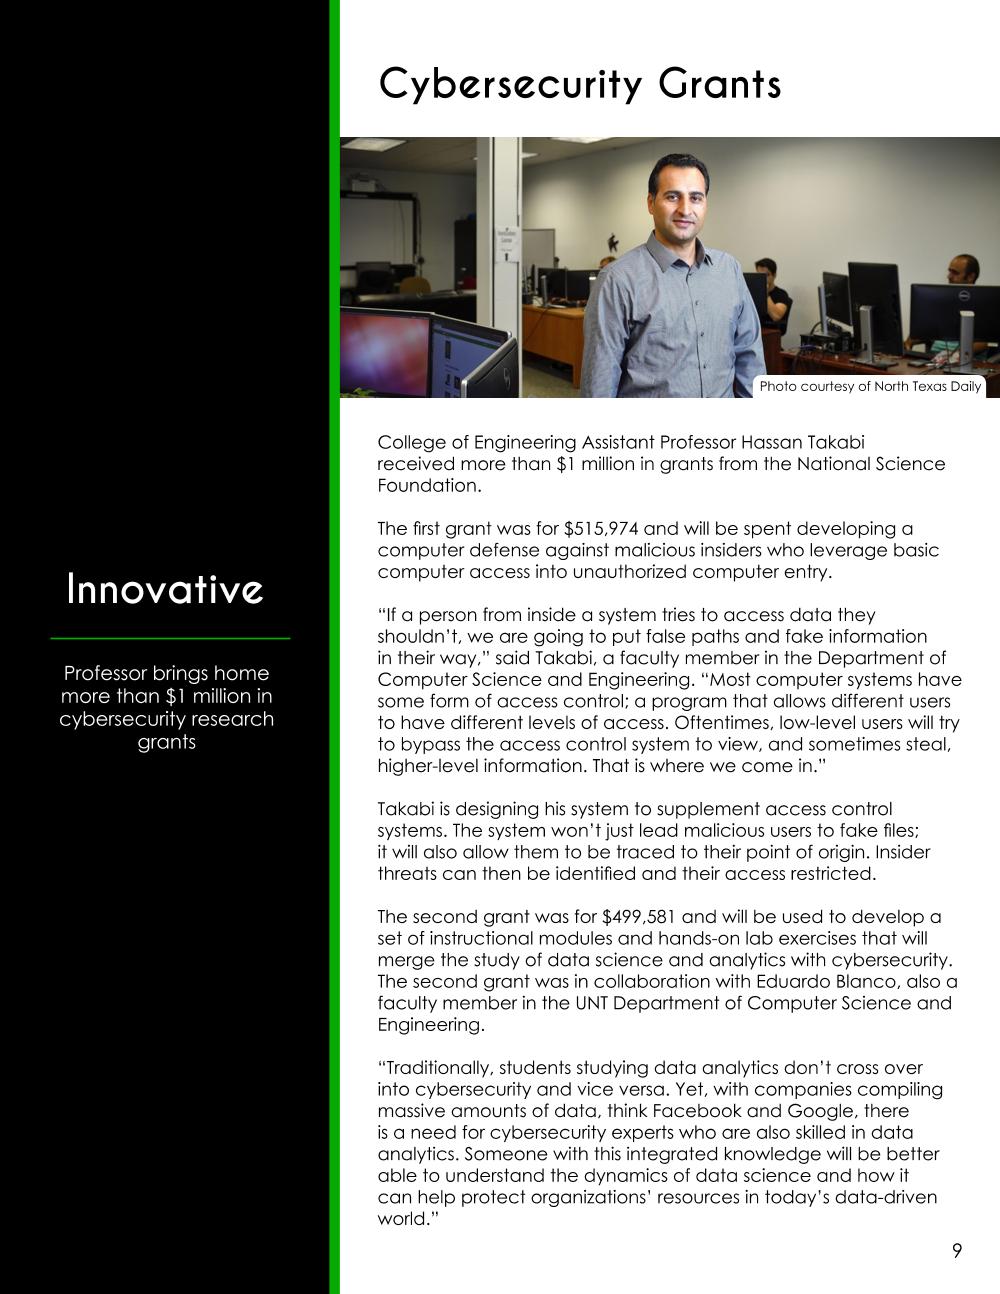 Cybersecurity Grants
Photo courtesy of North Texas Daily
Innovative
Professor brings home
more than $1 million in
cybersecurity research
grants
College of Engineering Assistant Professor Hassan Takabi
received more than $1 million in grants from the National Science
Foundation.
The first grant was for $515,974 and will be spent developing a
computer defense against malicious insiders who leverage basic
computer access into unauthorized computer entry.
“If a person from inside a system tries to access data they
shouldn’t, we are going to put false paths and fake information
in their way,” said Takabi, a faculty member in the Department of
Computer Science and Engineering. “Most computer systems have
some form of access control; a program that allows different users
to have different levels of access. Oftentimes, low-level users will try
to bypass the access control system to view, and sometimes steal,
higher-level information. That is where we come in.”
Takabi is designing his system to supplement access control
systems. The system won’t just lead malicious users to fake files;
it will also allow them to be traced to their point of origin. Insider
threats can then be identified and their access restricted.
The second grant was for $499,581 and will be used to develop a
set of instructional modules and hands-on lab exercises that will
merge the study of data science and analytics with cybersecurity.
The second grant was in collaboration with Eduardo Blanco, also a
faculty member in the UNT Department of Computer Science and
Engineering.
“Traditionally, students studying data analytics don’t cross over
into cybersecurity and vice versa. Yet, with companies compiling
massive amounts of data, think Facebook and Google, there
is a need for cybersecurity experts who are also skilled in data
analytics. Someone with this integrated knowledge will be better
able to understand the dynamics of data science and how it
can help protect organizations’ resources in today’s data-driven
world.”
9